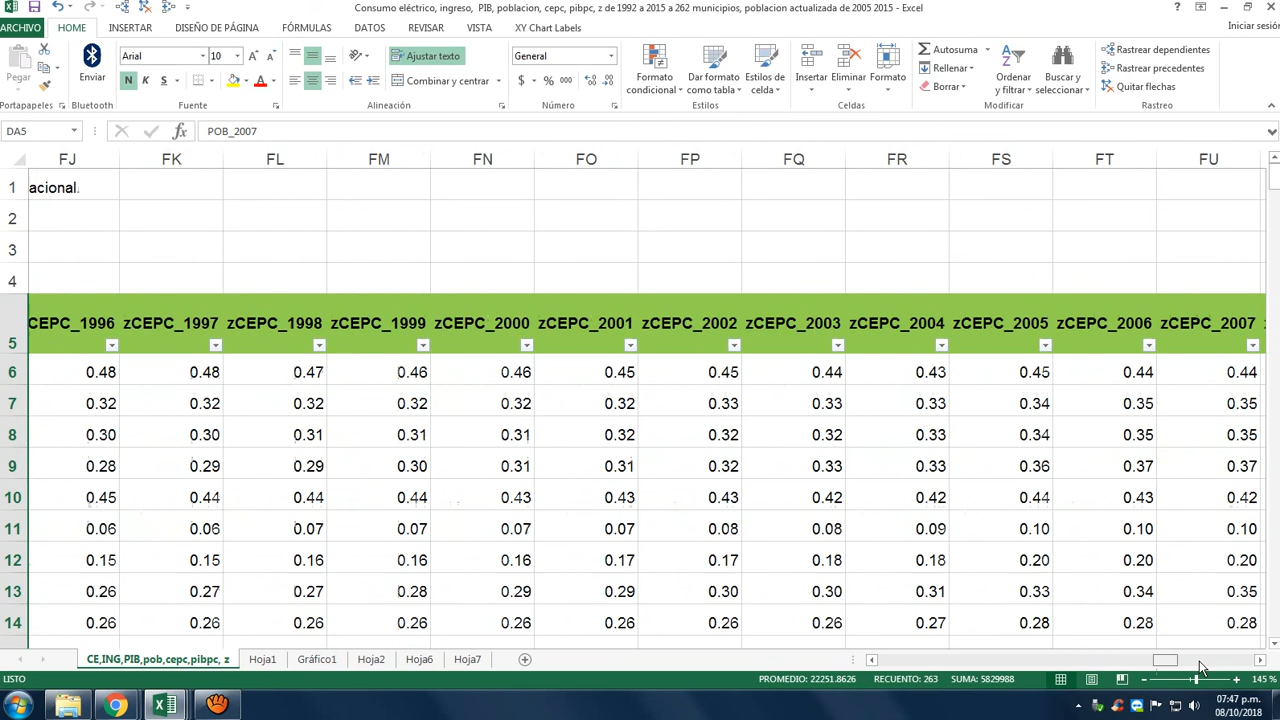 Consumo eléctrico, ingreso, PIB, poblacion, cepc, pibpc, z de 1992 a 2015 a 262 municipios, poblacion actualizada de 2005 2015 - Excel
ARCHIVO HOME INSERTAR DISEÑO DE PÁGINA FÓRMULAS DATOS REVISAR VISTA XY Chart Labels Iniciar sesió
Pegar Enviar Arial 10 Ajustar texto General Formato condicional Dar formato como tabla Estilos de celda Insertar Eliminar Formato Autosuma Ordenar y filtrar Buscar y seleccionar Rastrear dependientes
N K S Combinar y centrar $ % 000 Rellenar Rastrear precedentes
Borrar Quitar flechas
Portapapeles Bluetooth Fuente Alineación Número Estilos Celdas Modificar Rastreo
DA5 fx POB_2007
FJ FK FL FM FN FO FP FQ FR FS FT FU
1 acional.
2
3
4
5 CEPC_1996 zCEPC_1997 zCEPC_1998 zCEPC_1999 zCEPC_2000 zCEPC_2001 zCEPC_2002 zCEPC_2003 zCEPC_2004 zCEPC_2005 zCEPC_2006 zCEPC_2007
6 0.48 0.48 0.47 0.46 0.46 0.45 0.45 0.44 0.43 0.45 0.44 0.44
7 0.32 0.32 0.32 0.32 0.32 0.32 0.33 0.33 0.33 0.34 0.35 0.35
8 0.30 0.30 0.31 0.31 0.31 0.32 0.32 0.32 0.33 0.34 0.35 0.35
9 0.28 0.29 0.29 0.30 0.31 0.31 0.32 0.33 0.33 0.36 0.37 0.37
10 0.45 0.44 0.44 0.44 0.43 0.43 0.43 0.42 0.42 0.44 0.43 0.42
11 0.06 0.06 0.07 0.07 0.07 0.07 0.08 0.08 0.09 0.10 0.10 0.10
12 0.15 0.15 0.16 0.16 0.16 0.17 0.17 0.18 0.18 0.20 0.20 0.20
13 0.26 0.27 0.27 0.28 0.29 0.29 0.30 0.30 0.31 0.33 0.34 0.35
14 0.26 0.26 0.26 0.26 0.26 0.26 0.26 0.26 0.27 0.28 0.28 0.28
CE,ING,PIB,pob,cepc,pibpc, z Hoja1 Gráfico1 Hoja2 Hoja6 Hoja7
LISTO PROMEDIO: 22251.8626 RECUENTO: 263 SUMA: 5829988 145 %
07:47 p.m.
08/10/2018